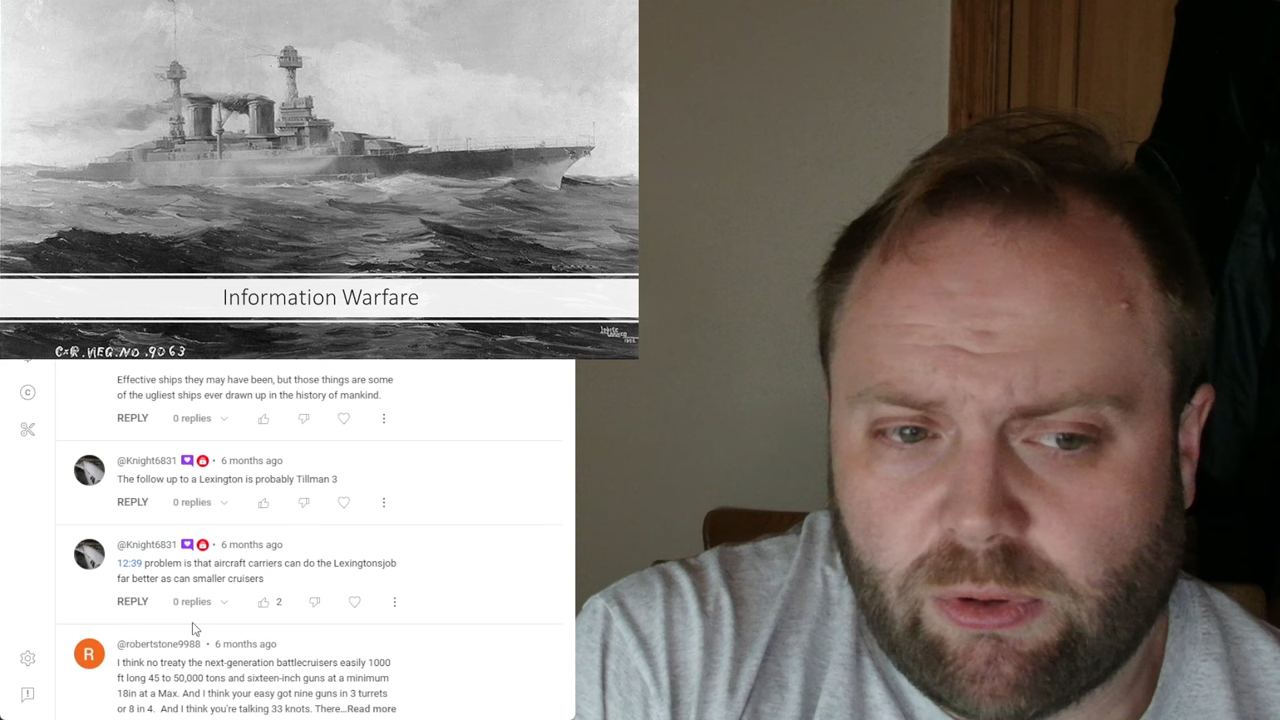 Information Warfare
C&R.NEG.NO.9063
Effective ships they may have been, but those things are some
of the ugliest ships ever drawn up in the history of mankind.
REPLY 0 replies
@Knight6831 • 6 months ago
The follow up to a Lexington is probably Tillman 3
REPLY 0 replies
@Knight6831 • 6 months ago
12:39 problem is that aircraft carriers can do the Lexingtonsjob
far better as can smaller cruisers
REPLY 0 replies 2
R
@robertstone9988 • 6 months ago
I think no treaty the next-generation battlecruisers easily 1000
ft long 45 to 50,000 tons and sixteen-inch guns at a minimum
18in at a Max. And I think your easy got nine guns in 3 turrets
or 8 in 4. And I think you're talking 33 knots. There...Read more